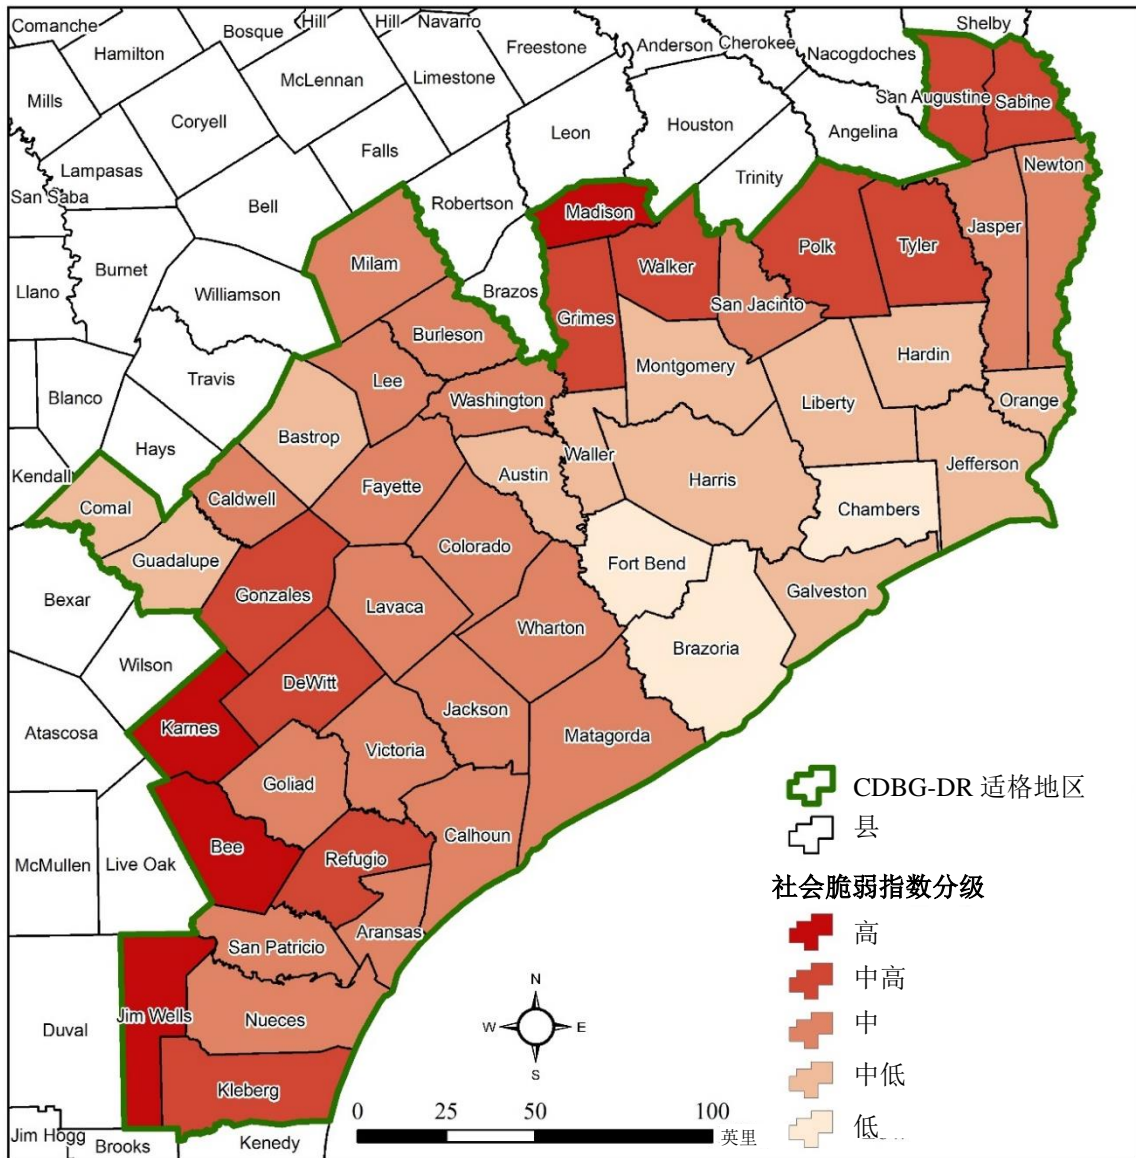 Comanche
Hamilton
Bosque
Hill
Hill
Navarro
Freestone
Anderson
Cherokee
Nacogdoches
Shelby
Mills
Coryell
McLennan
Limestone
Leon
Houston
Angelina
San Augustine
Sabine
Lampasas
San Saba
Bell
Falls
Robertson
Trinity
Newton
Madison
Jasper
Burnet
Milam
Walker
Polk
Tyler
Llano
Williamson
Brazos
San Jacinto
Grimes
Burleson
Travis
Lee
Montgomery
Hardin
Blanco
Washington
Liberty
Orange
Hays
Bastrop
Waller
Kendall
Austin
Harris
Jefferson
Comal
Caldwell
Fayette
Chambers
Guadalupe
Colorado
Fort Bend
Bexar
Gonzales
Lavaca
Galveston
Wharton
Wilson
Brazoria
DeWitt
Atascosa
Karnes
Jackson
Victoria
Matagorda
Goliad
McMullen
Live Oak
Bee
Refugio
Calhoun
San Patricio
Aransas
Duval
Jim Wells
Nueces
Kleberg
Jim Hogg
Brooks
Kenedy
CDBG-DR 适格地区
县
社会脆弱指数分级
高
中高
中
中低
低
N
W E
S
0 25 50 100
英里